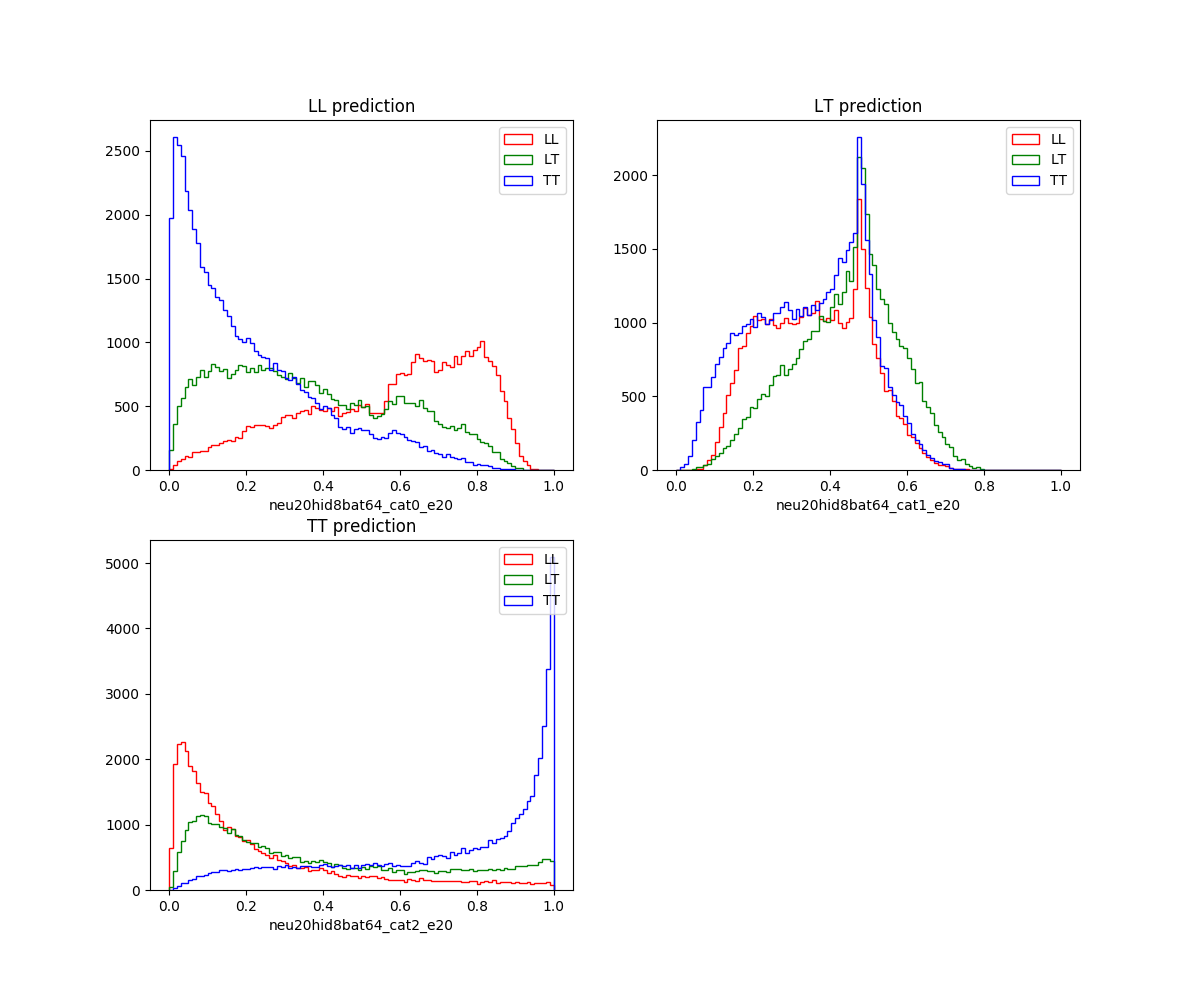 LL prediction
2500
2000
1500
1000
500
0
0.0 0.2 0.4 0.6 0.8 1.0
neu20hid8bat64_cat0_e20
LL
LT
TT
LT prediction
2000
1500
1000
500
0
0.0 0.2 0.4 0.6 0.8 1.0
neu20hid8bat64_cat1_e20
LL
LT
TT
TT prediction
5000
4000
3000
2000
1000
0
0.0 0.2 0.4 0.6 0.8 1.0
neu20hid8bat64_cat2_e20
LL
LT
TT